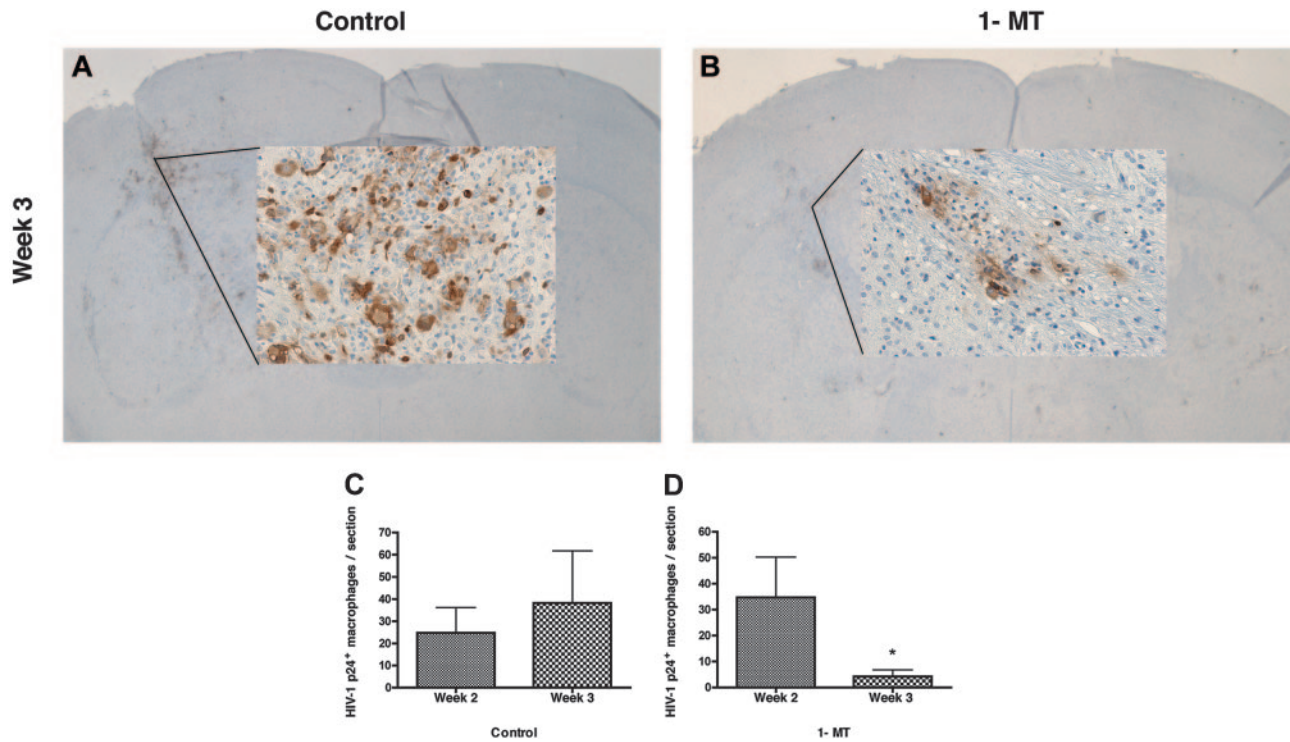 Control
1- MT
Week 3
A
B
C
HIV-1 p24⁺ macrophages / section
70
60
50
40
30
20
10
0
Week 2
Week 3
Control
D
HIV-1 p24⁺ macrophages / section
60
50
40
30
20
10
0
*
Week 2
Week 3
1- MT